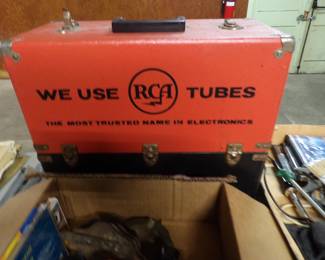 WE USE RCA TUBES
THE MOST TRUSTED NAME IN ELECTRONICS